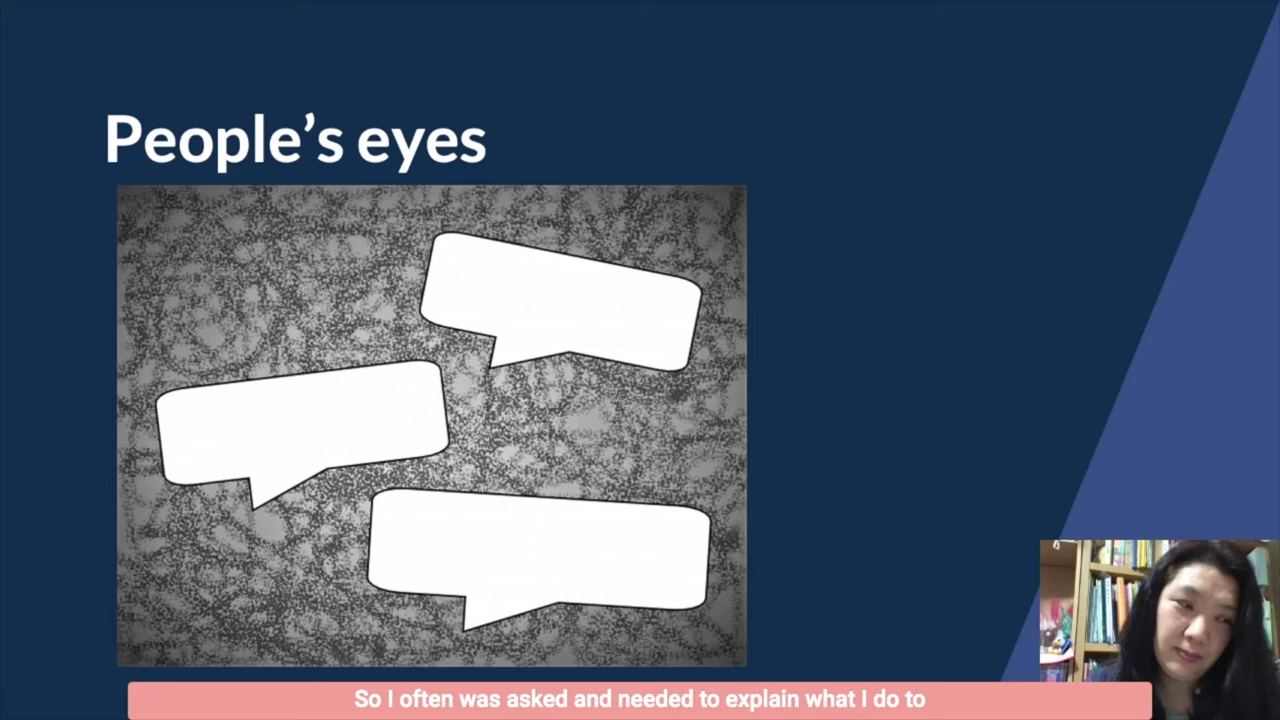 People’s eyes
So I often was asked and needed to explain what I do to